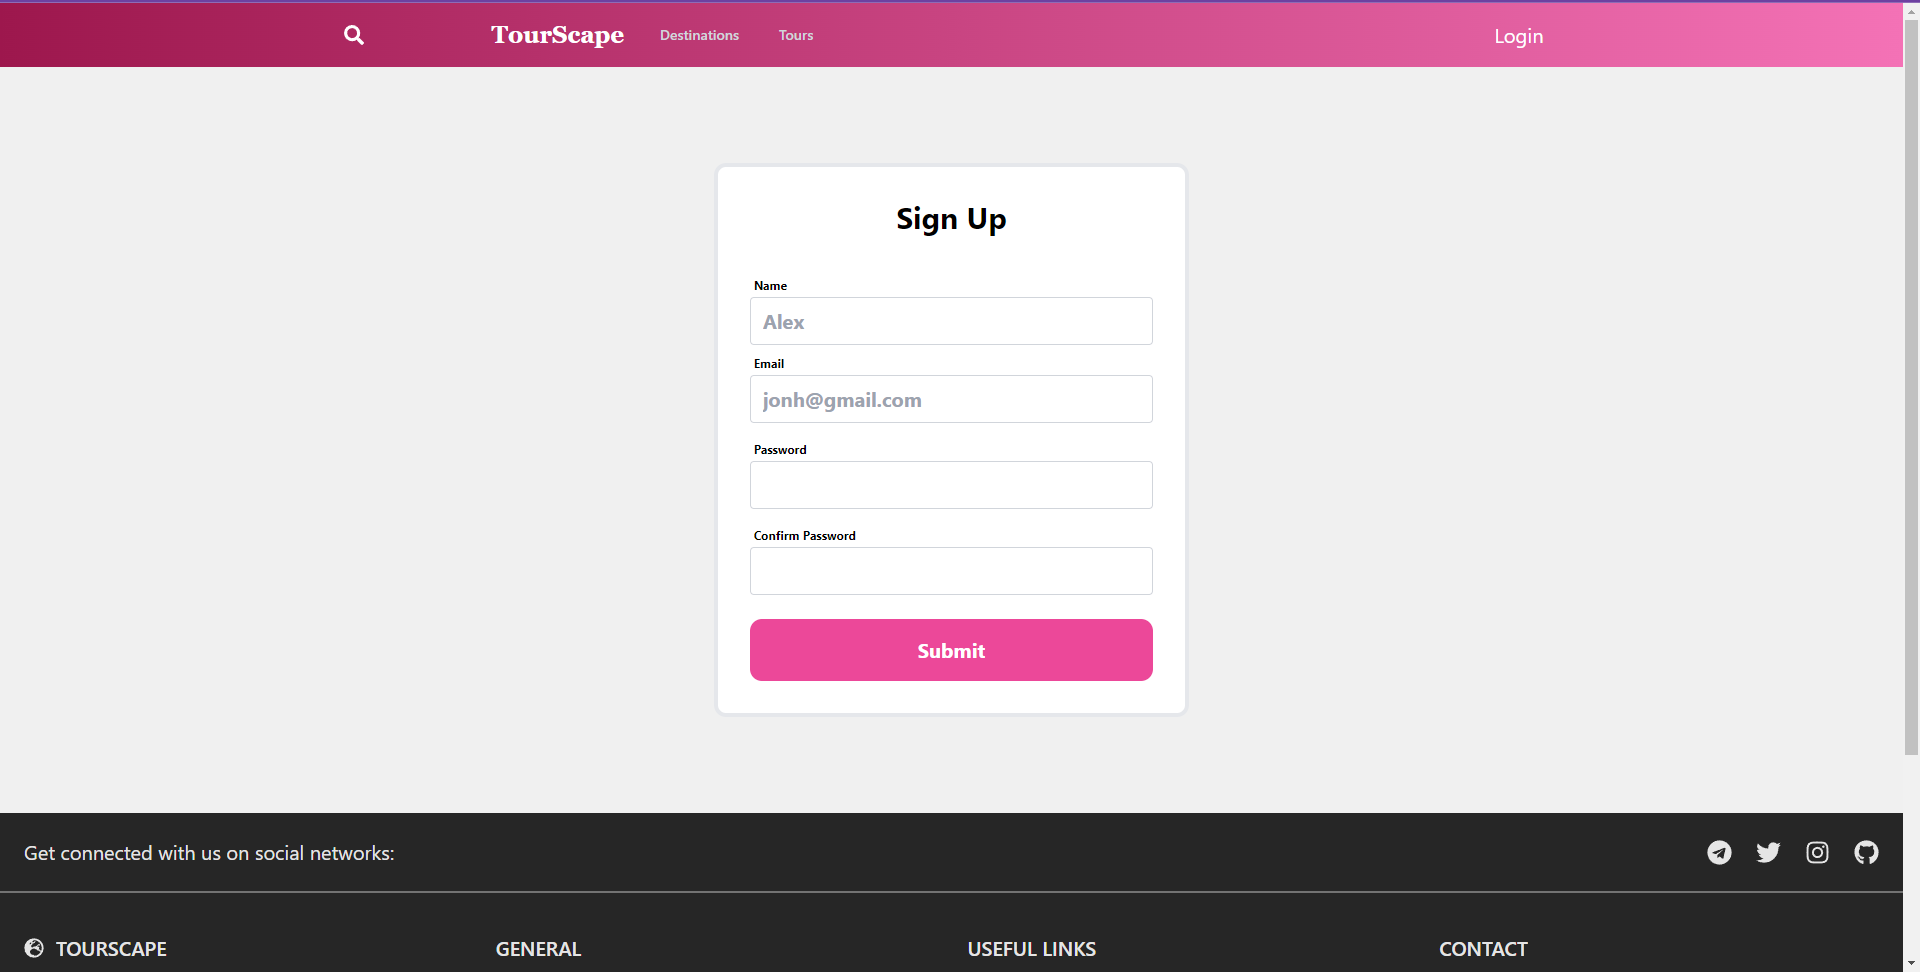 TourScape Destinations Tours Login
Sign Up
Name
Alex
Email
jonh@gmail.com
Password
Confirm Password
Submit
Get connected with us on social networks:
TOURSCAPE GENERAL USEFUL LINKS CONTACT